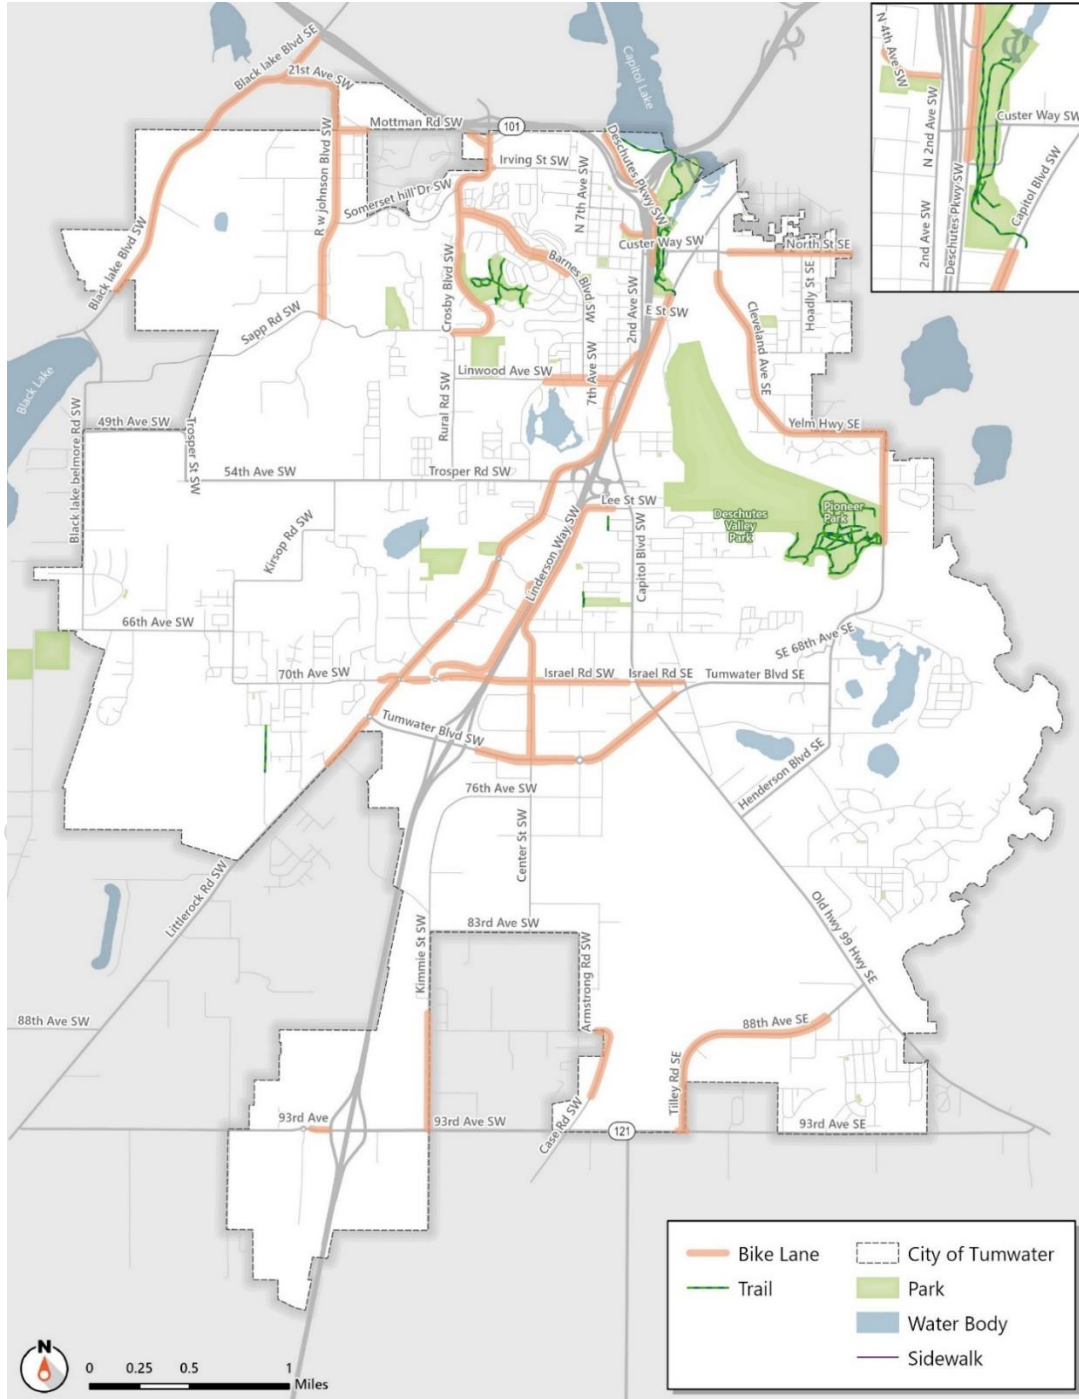 Black lake Blvd SE
21st Ave SW
Mottman Rd SW
101
Capitol Lake
Irving St SW
Deschutes Pkwy SW
N 7th Ave SW
R w Johnson Blvd SW
Somerset hill Dr SW
Custer Way SW
North St SE
Black lake Blvd SW
Crosby Blvd SW
Barnes Blvd SW
2nd Ave SW
Hoadly St SE
Cleveland Ave SE
E St SW
Sapp Rd SW
Black Lake
Linwood Ave SW
7th Ave SW
Rural Rd SW
Yelm Hwy SE
49th Ave SW
Trosper St SW
Black lake belmore Rd SW
54th Ave SW
Trosper Rd SW
Lee St SW
Deschutes
Valley
Park
Pioneer
Park
Kirsop Rd SW
Linderson Way SW
Capitol Blvd SW
66th Ave SW
SE 68th Ave SE
70th Ave SW
Israel Rd SW
Israel Rd SE
Tumwater Blvd SE
Tumwater Blvd SW
Henderson Blvd SE
76th Ave SW
Center St SW
Littlerock Rd SW
Old hwy 99 Hwy SE
83rd Ave SW
Kimmie St SW
Armstrong Rd SW
88th Ave SW
88th Ave SE
Tilley Rd SE
93rd Ave
93rd Ave SW
Case Rd SW
121
93rd Ave SE
N 4th Ave SW
N 2nd Ave SW
Custer Way SW
2nd Ave SW
Deschutes Pkwy SW
Capitol Blvd SW
Bike Lane
Trail
City of Tumwater
Park
Water Body
Sidewalk
N
0 0.25 0.5 1
Miles